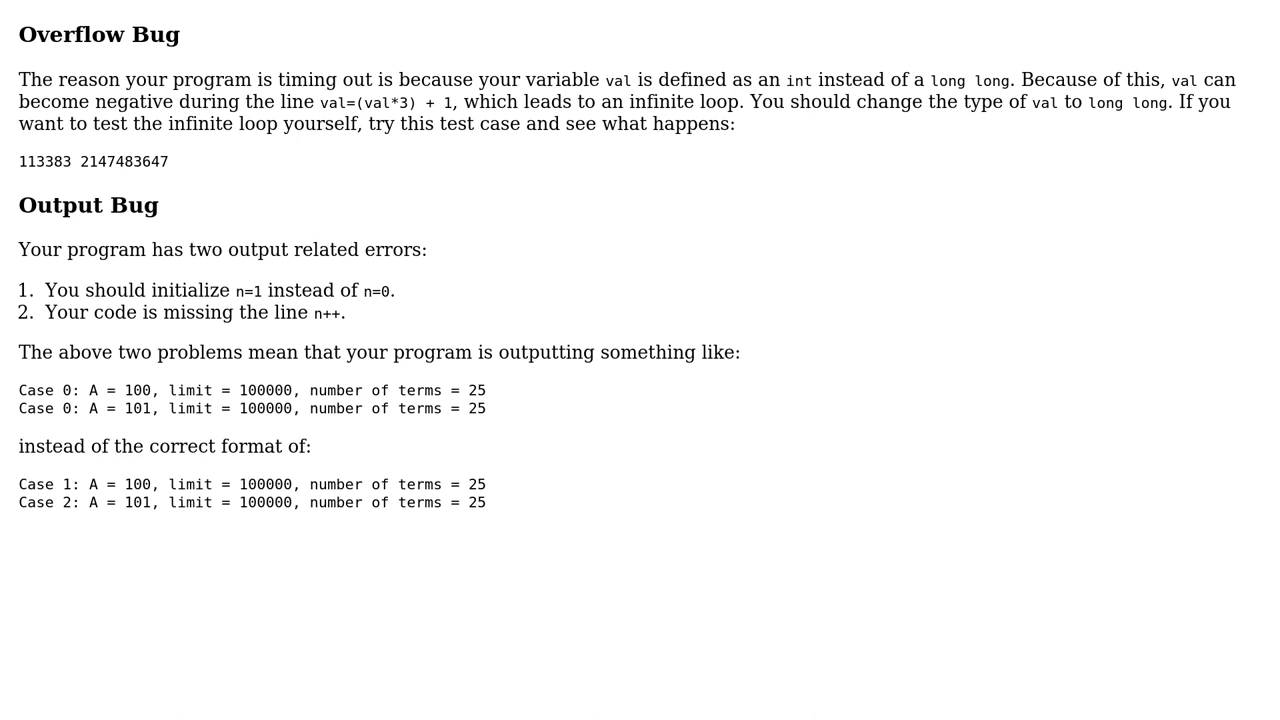 Overflow Bug
The reason your program is timing out is because your variable val is defined as an int instead of a long long. Because of this, val can
become negative during the line val=(val*3) + 1, which leads to an infinite loop. You should change the type of val to long long. If you
want to test the infinite loop yourself, try this test case and see what happens:
113383 2147483647
Output Bug
Your program has two output related errors:
1. You should initialize n=1 instead of n=0.
2. Your code is missing the line n++.
The above two problems mean that your program is outputting something like:
Case 0: A = 100, limit = 100000, number of terms = 25
Case 0: A = 101, limit = 100000, number of terms = 25
instead of the correct format of:
Case 1: A = 100, limit = 100000, number of terms = 25
Case 2: A = 101, limit = 100000, number of terms = 25